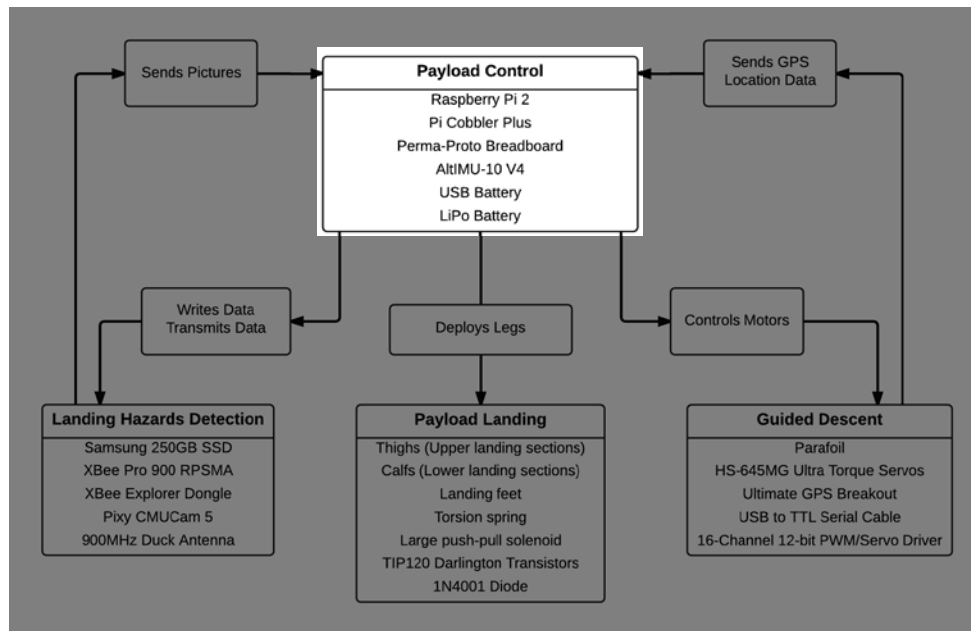 Sends Pictures
Payload Control
Raspberry Pi 2
Pi Cobbler Plus
Perma-Proto Breadboard
AltIMU-10 V4
USB Battery
LiPo Battery
Sends GPS
Location Data
Writes Data
Transmits Data
Deploys Legs
Controls Motors
Landing Hazards Detection
Samsung 250GB SSD
XBee Pro 900 RPSMA
XBee Explorer Dongle
Pixy CMUCam 5
900MHz Duck Antenna
Payload Landing
Thighs (Upper landing sections)
Calfs (Lower landing sections)
Landing feet
Torsion spring
Large push-pull solenoid
TIP120 Darlington Transistors
1N4001 Diode
Guided Descent
Parafoil
HS-645MG Ultra Torque Servos
Ultimate GPS Breakout
USB to TTL Serial Cable
16-Channel 12-bit PWM/Servo Driver